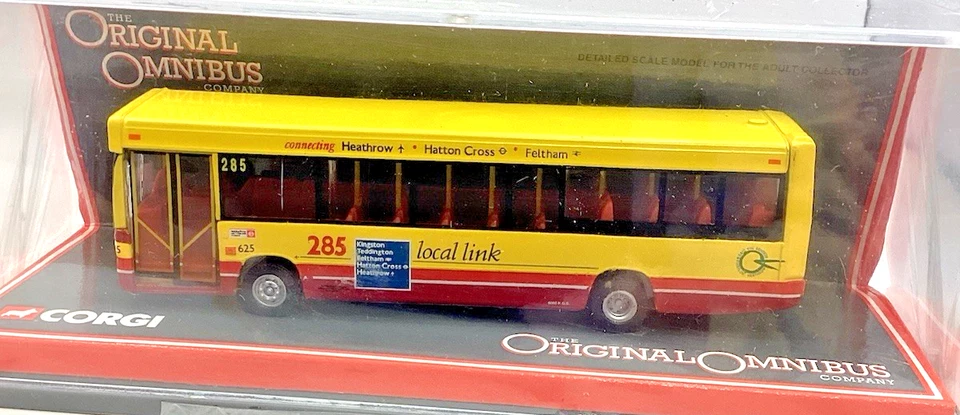 THE
ORIGINAL
OMNIBUS
COMPANY
DETAILED SCALE MODEL FOR THE ADULT COLLECTOR
connecting Heathrow • Hatton Cross • Feltham
285
625
285
Kingston
Teddington
Feltham
Hatton Cross
Heathrow
local link
5
CORGI
THE
ORIGINAL OMNIBUS
COMPANY